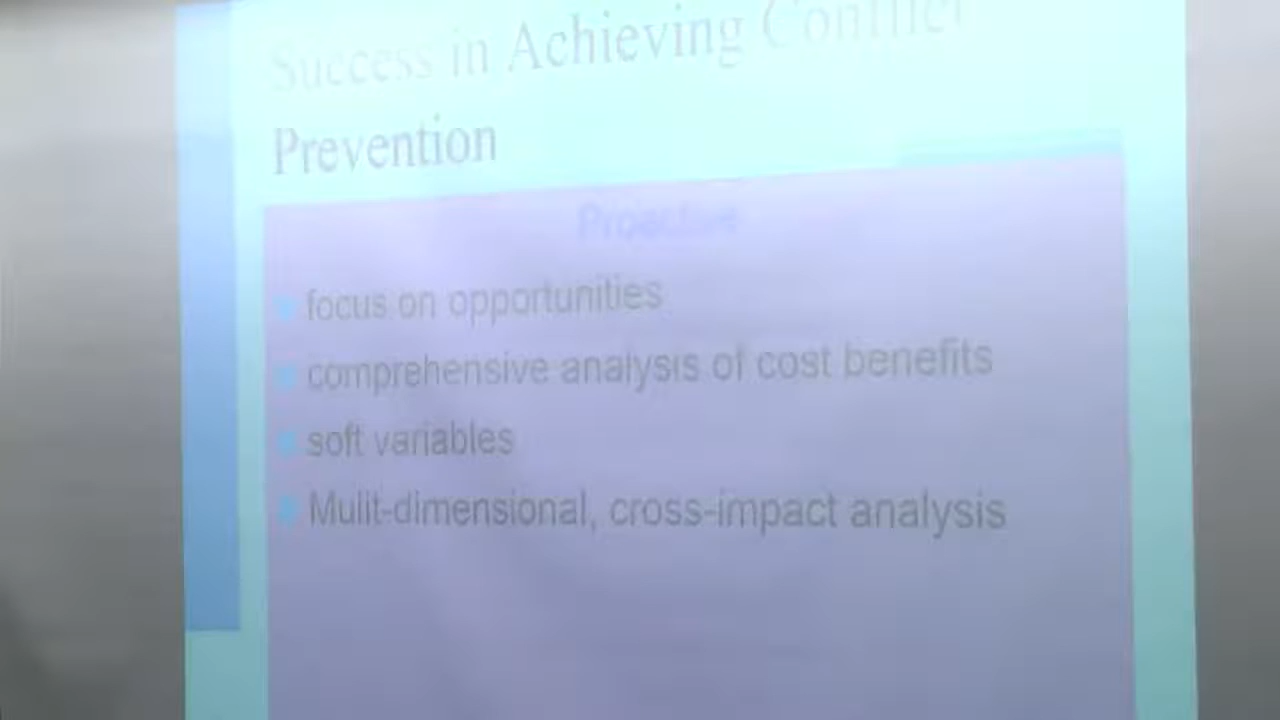 Success in Achieving Conflict
Prevention
Proactive
focus on opportunities
comprehensive analysis of cost benefits
soft variables
Mulit-dimensional, cross-impact analysis